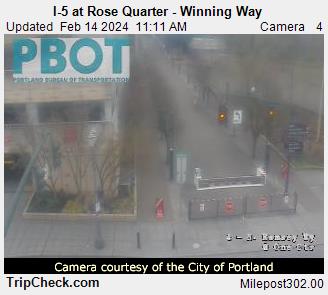 I-5 at Rose Quarter - Winning Way
Updated Feb 14 2024 11:11 AM Camera 4
PBOT
PORTLAND BUREAU OF TRANSPORTATION
Camera courtesy of the City of Portland
TripCheck.com Milepost302.00